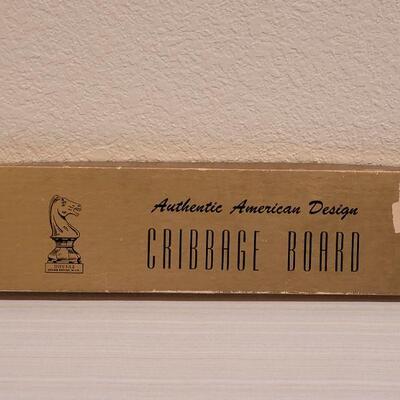 Authentic American Design
CRIBBAGE BOARD